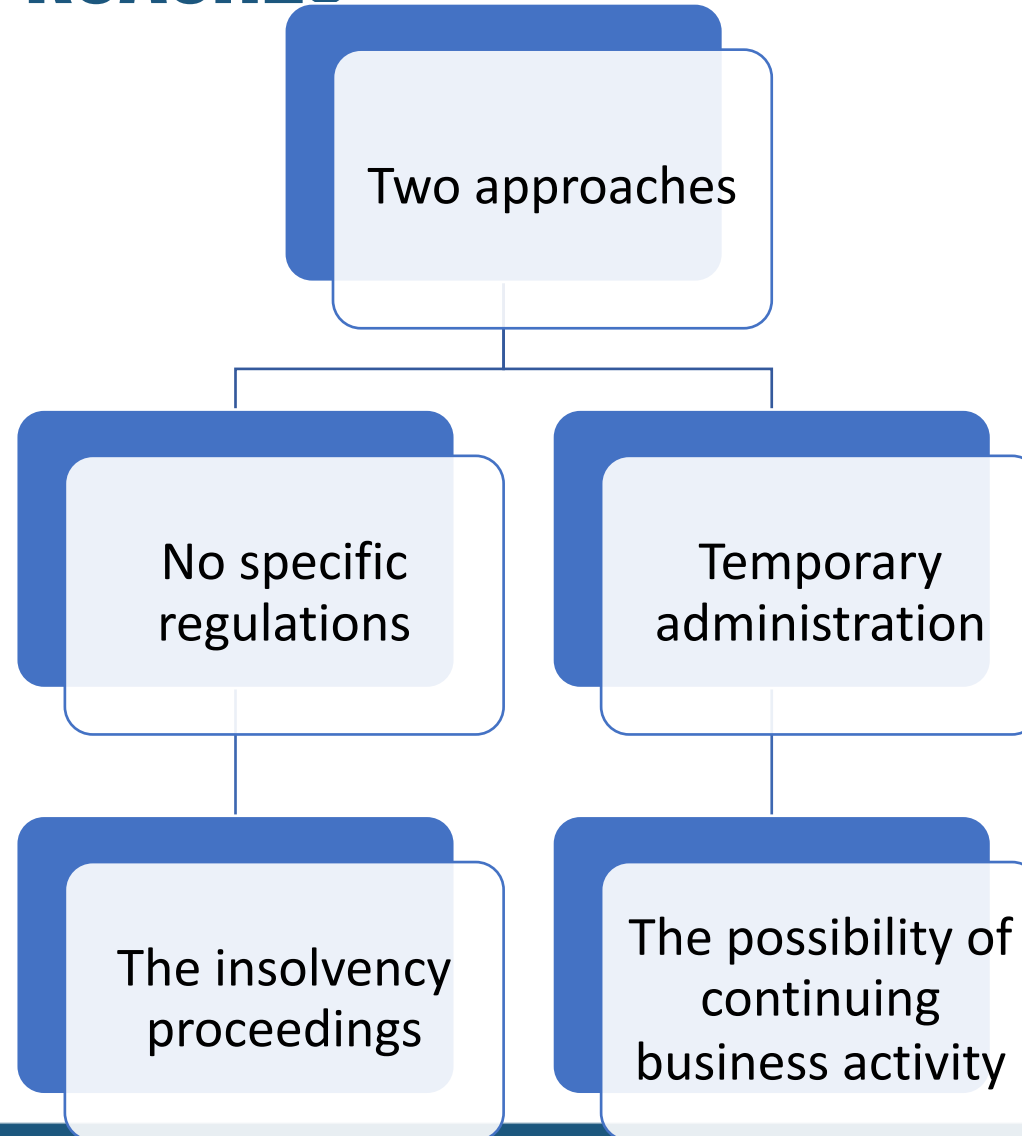 Two approaches
No specific
regulations
Temporary
administration
The insolvency
proceedings
The possibility of
continuing
business activity